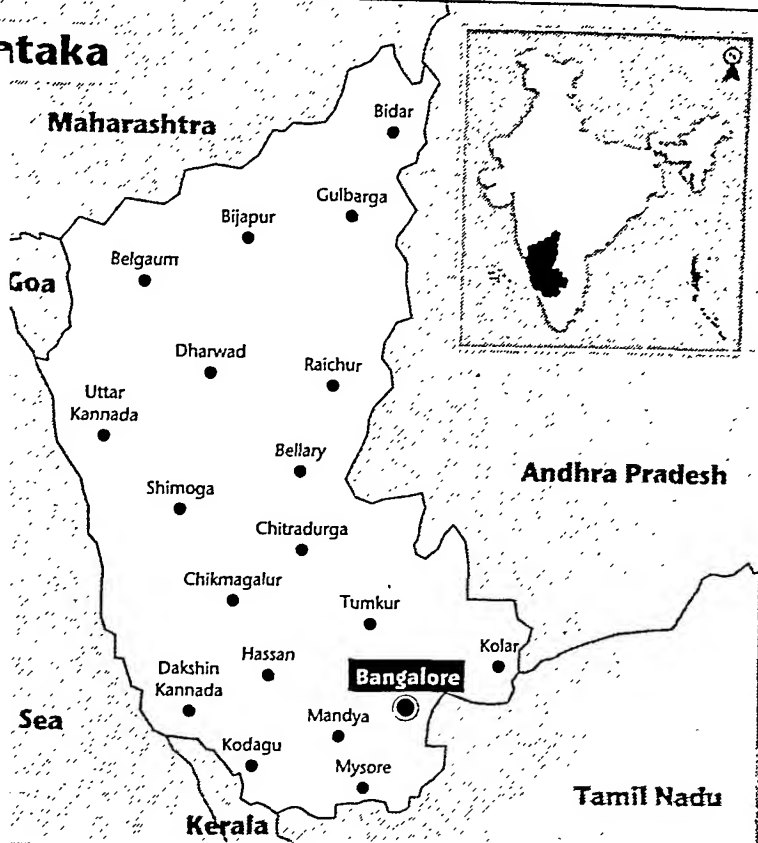 ntaka
Maharashtra
Bidar
Gulbarga
Bijapur
Belgaum
Goa
Dharwad
Raichur
Uttar
Kannada
Bellary
Andhra Pradesh
Shimoga
Chitradurga
Chikmagalur
Tumkur
Kolar
Hassan
Dakshin
Kannada
Bangalore
Sea
Mandya
Kodagu
Mysore
Tamil Nadu
Kerala